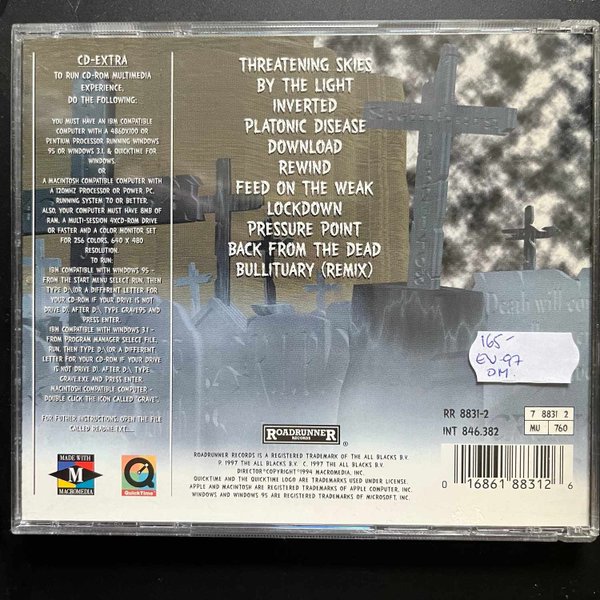 CD-EXTRA
TO RUN CD-ROM MULTIMEDIA
EXPERIENCE,
DO THE FOLLOWING:
YOU MUST HAVE AN IBM COMPATIBLE
COMPUTER WITH A 486DX100 OR
PENTIUM PROCESSOR RUNNING WINDOWS
95 OR WINDOWS 3.1, & QUICKTIME FOR
WINDOWS.
OR
A MACINTOSH COMPATIBLE COMPUTER WITH
A 120MHZ PROCESSOR OR POWER PC,
RUNNING SYSTEM 7.0 OR BETTER.
ALSO, YOUR COMPUTER MUST HAVE 8MB OF
RAM, A MULTI-SESSION 4XCD-ROM DRIVE
OR FASTER AND A COLOR MONITOR SET
FOR 256 COLORS, 640 X 480
RESOLUTION.
TO RUN:
IBM COMPATIBLE WITH WINDOWS 95 -
FROM THE START MENU SELECT RUN, THEN
TYPE D:\(OR A DIFFERENT LETTER FOR
YOUR CD-ROM IF YOUR DRIVE IS
NOT DRIVE D). AFTER D:\, TYPE GRAVE95 AND
PRESS ENTER.
IBM COMPATIBLE WITH WINDOWS 3.1 -
FROM PROGRAM MANAGER SELECT FILE,
RUN, THEN TYPE D:\(OR A DIFFERENT
LETTER FOR YOUR CD-ROM IF YOUR DRIVE
IS NOT DRIVE D). AFTER D:\, TYPE
GRAVE.EXE AND PRESS ENTER.
MACINTOSH COMPATIBLE COMPUTER -
DOUBLE CLICK THE ICON CALLED "GRAVE".
FOR FUTHER INSTRUCTIONS, OPEN THE FILE
CALLED README.TXT.....
MADE WITH
MACROMEDIA
QuickTime™
THREATENING SKIES
BY THE LIGHT
INVERTED
PLATONIC DISEASE
DOWNLOAD
REWIND
FEED ON THE WEAK
LOCKDOWN
PRESSURE POINT
BACK FROM THE DEAD
BULLITUARY (REMIX)
Death will co
165-
EN-97
DM.
RR 8831-2
INT 846.382
7 8831 2
MU 760
ROADRUNNER
RECORDS
®
ROADRUNNER RECORDS IS A REGISTERED TRADEMARK OF THE ALL BLACKS B.V.
P. 1997 THE ALL BLACKS B.V. C. 1997 THE ALL BLACKS B.V.
DIRECTOR®COPYRIGHT©1994 MACROMEDIA, INC.
QUICKTIME AND THE QUICKTIME LOGO ARE TRADEMARKS USED UNDER LICENSE.
APPLE AND MACINTOSH ARE REGISTERED TRADEMARKS OF APPLE COMPUTER, INC.
WINDOWS AND WINDOWS 95 ARE REGISTERED TRADEMARKS OF MICROSOFT, INC.
0 16861 88312 6